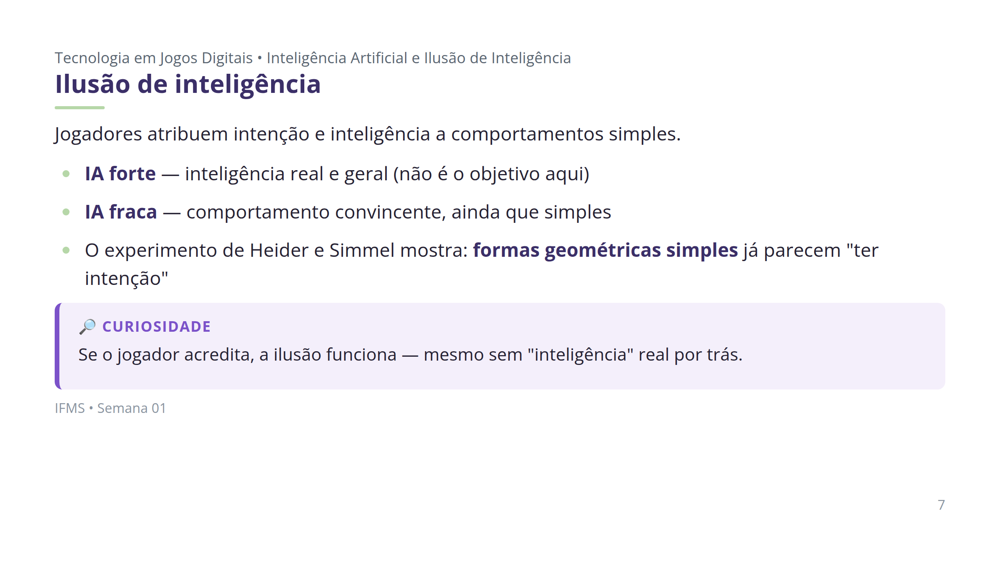 Tecnologia em Jogos Digitais • Inteligência Artificial e Ilusão de Inteligência
Ilusão de inteligência
Jogadores atribuem intenção e inteligência a comportamentos simples.
• IA forte — inteligência real e geral (não é o objetivo aqui)
• IA fraca — comportamento convincente, ainda que simples
• O experimento de Heider e Simmel mostra: formas geométricas simples já parecem "ter
intenção"
🔎 CURIOSIDADE
Se o jogador acredita, a ilusão funciona — mesmo sem "inteligência" real por trás.
IFMS • Semana 01
7